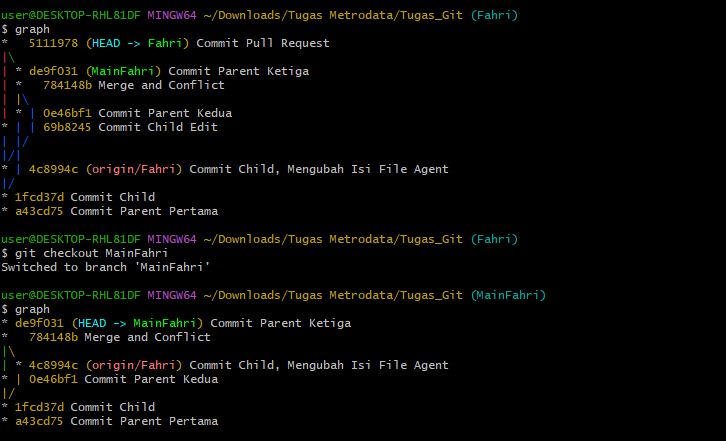 user@DESKTOP-RHL81DF MINGW64 ~/Downloads/Tugas Metrodata/Tugas_Git (Fahri)
$ graph
*   5111978 (HEAD -> Fahri) Commit Pull Request
|\
| * de9f031 (MainFahri) Commit Parent Ketiga
| *   784148b Merge and Conflict
| |\
| * | 0e46bf1 Commit Parent Kedua
* | | 69b8245 Commit Child Edit
| |/
|/|
* | 4c8994c (origin/Fahri) Commit Child, Mengubah Isi File Agent
|/
* 1fcd37d Commit Child
* a43cd75 Commit Parent Pertama
user@DESKTOP-RHL81DF MINGW64 ~/Downloads/Tugas Metrodata/Tugas_Git (Fahri)
$ git checkout MainFahri
Switched to branch 'MainFahri'
user@DESKTOP-RHL81DF MINGW64 ~/Downloads/Tugas Metrodata/Tugas_Git (MainFahri)
$ graph
* de9f031 (HEAD -> MainFahri) Commit Parent Ketiga
*   784148b Merge and Conflict
|\
| * 4c8994c (origin/Fahri) Commit Child, Mengubah Isi File Agent
* | 0e46bf1 Commit Parent Kedua
|/
* 1fcd37d Commit Child
* a43cd75 Commit Parent Pertama